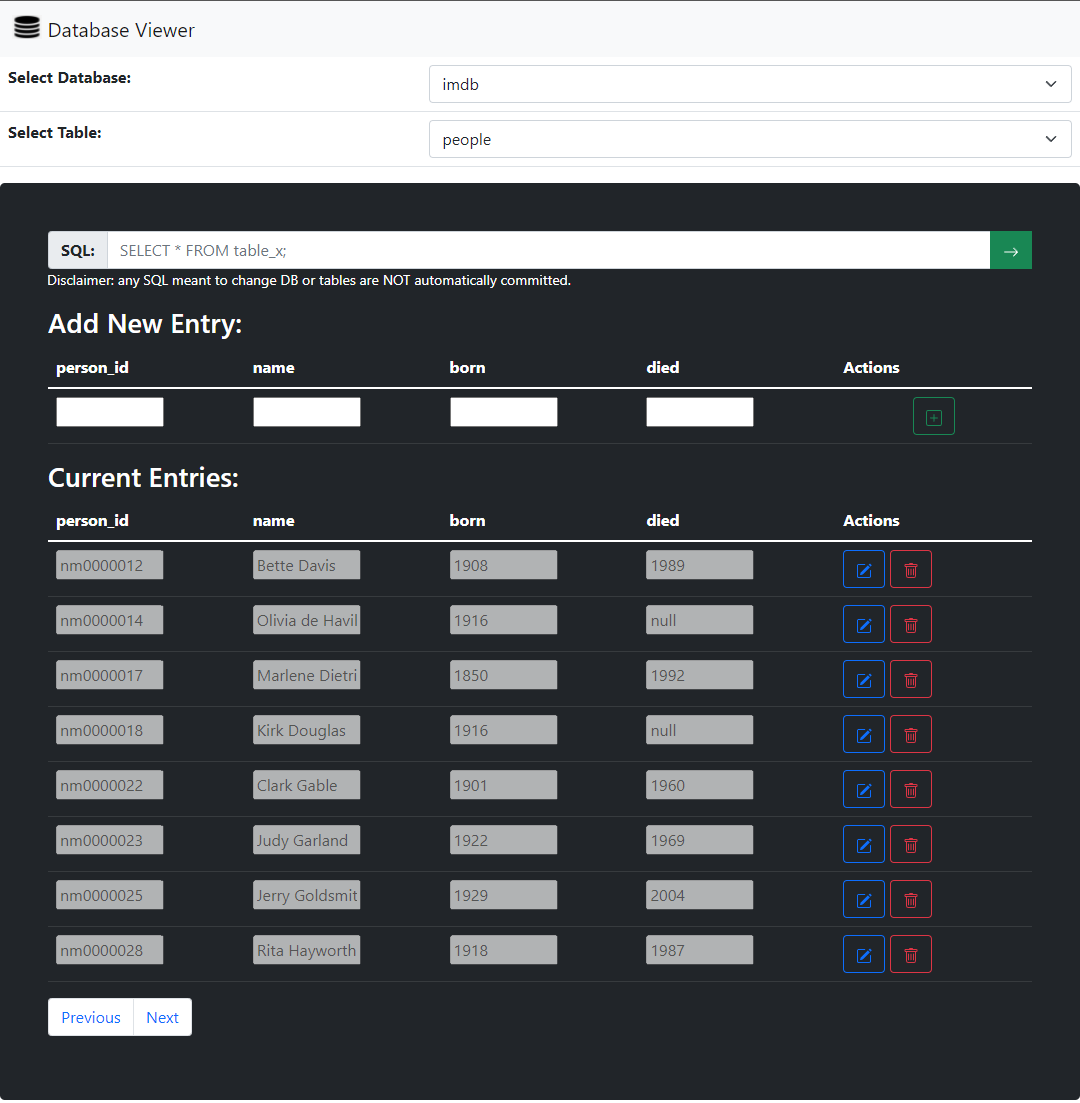 Database Viewer
Select Database: imdb
Select Table: people
SQL: SELECT * FROM table_x; →
Disclaimer: any SQL meant to change DB or tables are NOT automatically committed.
Add New Entry:
person_id name born died Actions
Current Entries:
person_id name born died Actions
nm0000012 Bette Davis 1908 1989
nm0000014 Olivia de Havil 1916 null
nm0000017 Marlene Dietri 1850 1992
nm0000018 Kirk Douglas 1916 null
nm0000022 Clark Gable 1901 1960
nm0000023 Judy Garland 1922 1969
nm0000025 Jerry Goldsmit 1929 2004
nm0000028 Rita Hayworth 1918 1987
Previous Next